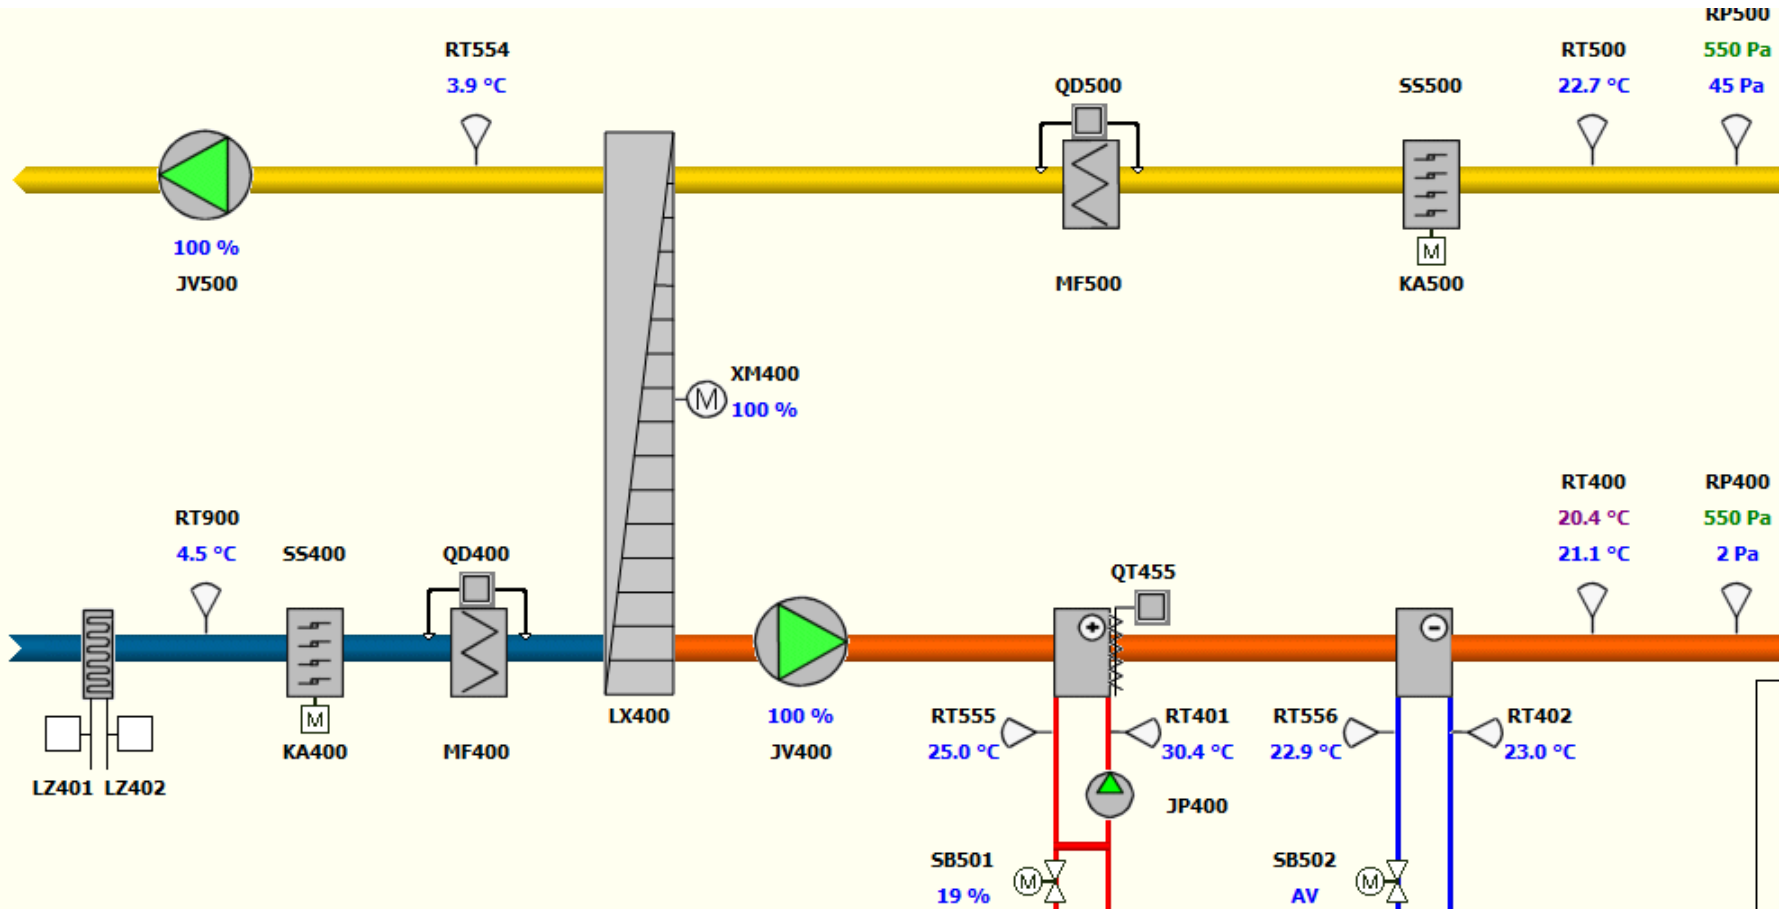 RP500
RT554
RT500
550 Pa
3.9 °C
QD500
SS500
22.7 °C
45 Pa
100 %
JV500
MF500
M
KA500
XM400
M
100 %
RT400
RP400
RT900
20.4 °C
550 Pa
4.5 °C
SS400
QD400
21.1 °C
2 Pa
QT455
M
LX400
100 %
RT555
RT401
RT556
RT402
KA400
MF400
JV400
25.0 °C
30.4 °C
22.9 °C
23.0 °C
LZ401 LZ402
JP400
SB501
SB502
M
M
19 %
AV